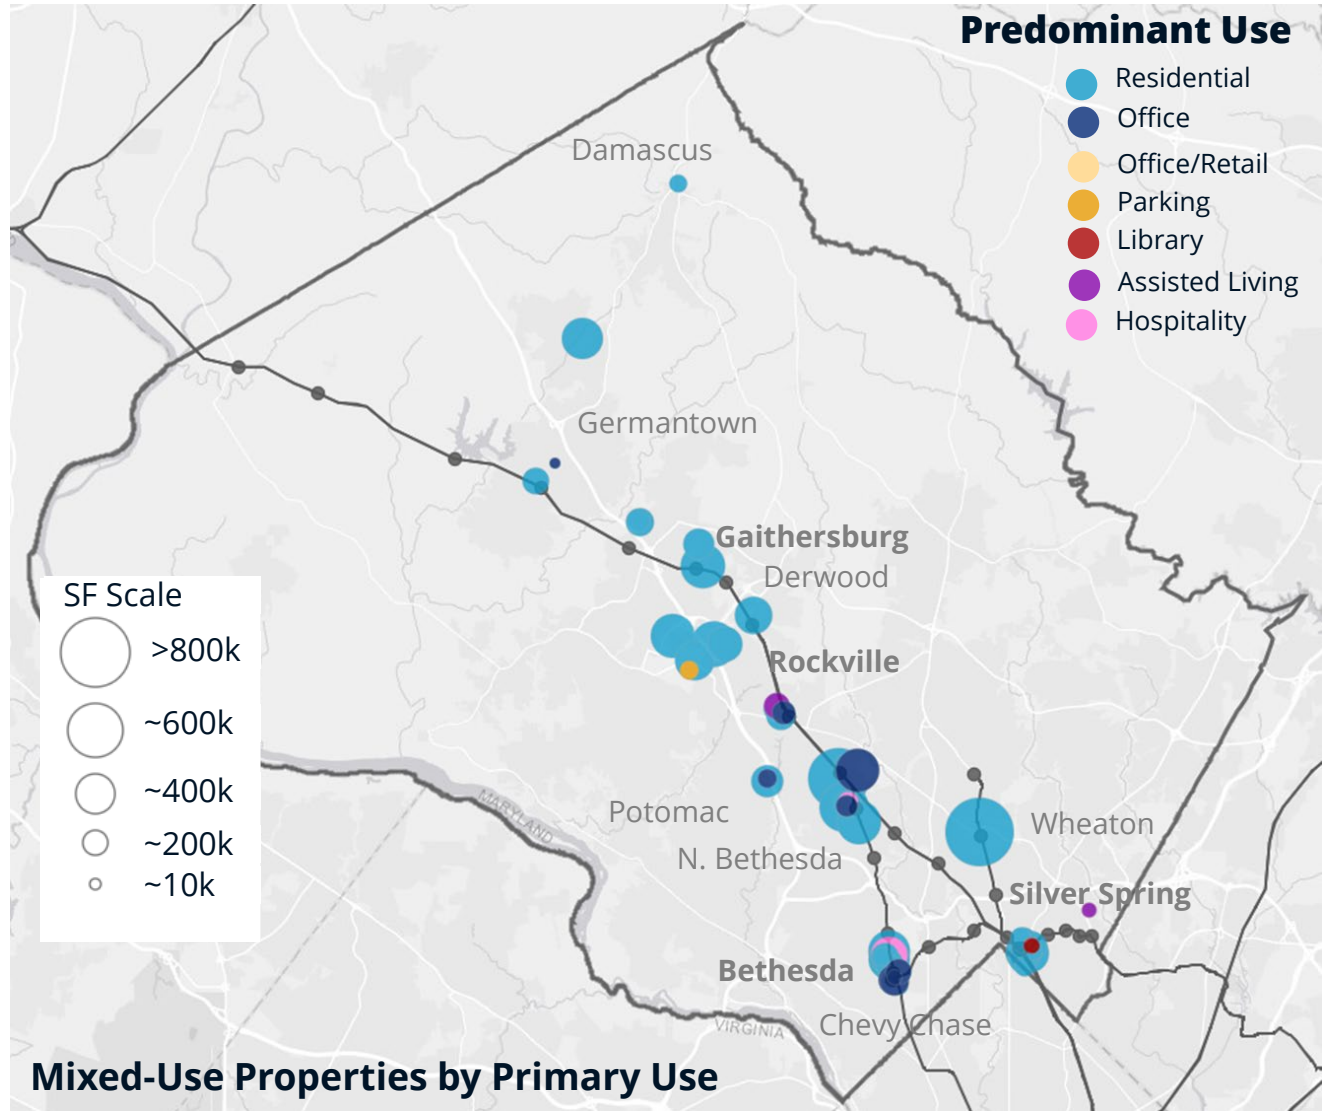 Predominant Use
Residential
Office
Office/Retail
Parking
Library
Assisted Living
Hospitality
Damascus
Germantown
Gaithersburg
Derwood
Rockville
SF Scale
>800k
~600k
~400k
~200k
~10k
Potomac
MARYLAND
N. Bethesda
Wheaton
Silver Spring
Bethesda
Chevy Chase
VIRGINIA
Mixed-Use Properties by Primary Use